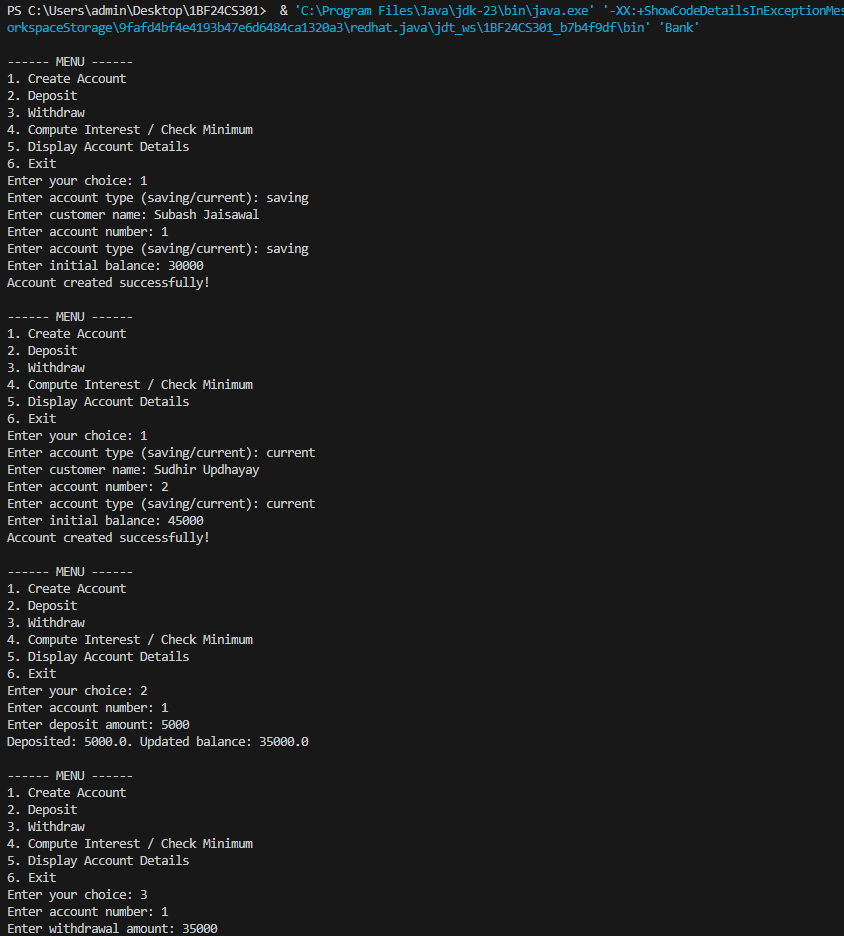 PS C:\Users\admin\Desktop\1BF24CS301>  & 'C:\Program Files\Java\jdk-23\bin\java.exe' '-XX:+ShowCodeDetailsInExceptionMes
orkspaceStorage\9fafd4bf4e4193b47e6d6484ca1320a3\redhat.java\jdt_ws\1BF24CS301_b7b4f9df\bin' 'Bank'
------ MENU ------
1. Create Account
2. Deposit
3. Withdraw
4. Compute Interest / Check Minimum
5. Display Account Details
6. Exit
Enter your choice: 1
Enter account type (saving/current): saving
Enter customer name: Subash Jaisawal
Enter account number: 1
Enter account type (saving/current): saving
Enter initial balance: 30000
Account created successfully!
------ MENU ------
1. Create Account
2. Deposit
3. Withdraw
4. Compute Interest / Check Minimum
5. Display Account Details
6. Exit
Enter your choice: 1
Enter account type (saving/current): current
Enter customer name: Sudhir Updhayay
Enter account number: 2
Enter account type (saving/current): current
Enter initial balance: 45000
Account created successfully!
------ MENU ------
1. Create Account
2. Deposit
3. Withdraw
4. Compute Interest / Check Minimum
5. Display Account Details
6. Exit
Enter your choice: 2
Enter account number: 1
Enter deposit amount: 5000
Deposited: 5000.0. Updated balance: 35000.0
------ MENU ------
1. Create Account
2. Deposit
3. Withdraw
4. Compute Interest / Check Minimum
5. Display Account Details
6. Exit
Enter your choice: 3
Enter account number: 1
Enter withdrawal amount: 35000